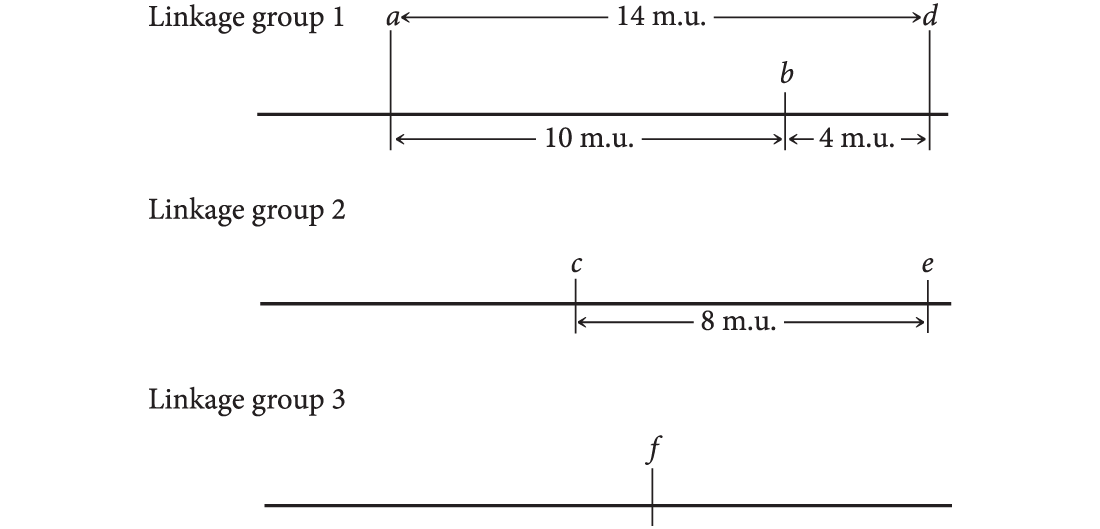 Linkage group 1 a 14 m.u. d
b
10 m.u. 4 m.u.
Linkage group 2
c e
8 m.u.
Linkage group 3
f